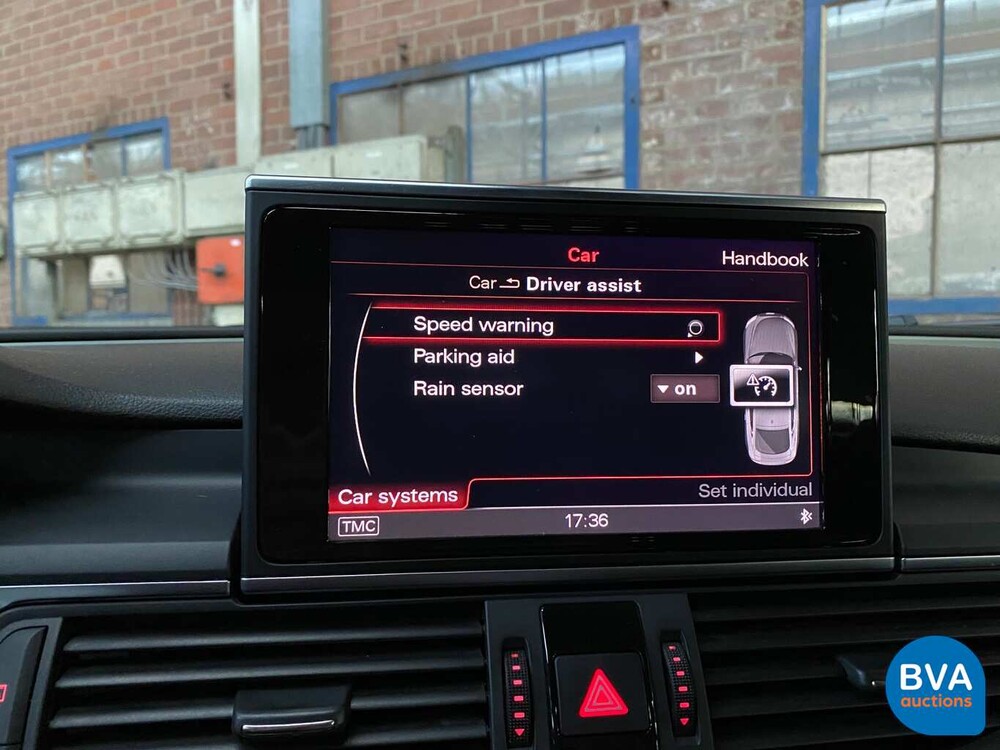 Car
Handbook
Car Driver assist
Speed warning
Parking aid
Rain sensor
on
Car systems
Set individual
TMC
17:36
BVA
auctions